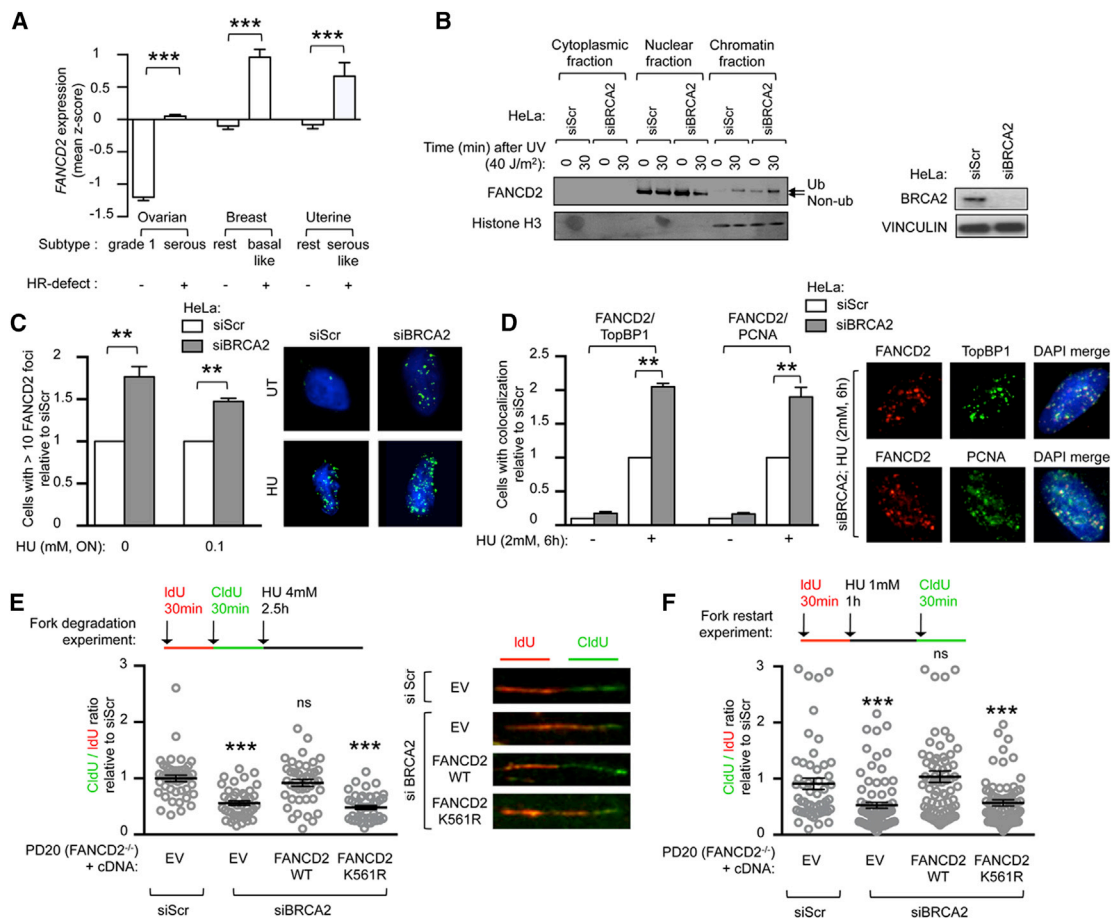 A
FANCD2 expression
(mean z-score)
1
0.5
0
-0.5
-1
-1.5
***
***
***
Ovarian Breast Uterine
Subtype : grade 1 serous rest basal like rest serous like
HR-defect : - + - + - +
B
Cytoplasmic fraction Nuclear fraction Chromatin fraction
HeLa: siScr siBRCA2 siScr siBRCA2 siScr siBRCA2
Time (min) after UV
(40 J/m²): 0 30 0 30 0 30 0 30 0 30 0 30
FANCD2
Ub
Non-ub
Histone H3
HeLa: siScr siBRCA2
BRCA2
VINCULIN
C
HeLa:
siScr
siBRCA2
Cells with > 10 FANCD2 foci
relative to siScr
2
1.5
1
0.5
0
**
**
HU (mM, ON): 0 0.1
siScr siBRCA2
UT
HU
D
HeLa:
siScr
siBRCA2
FANCD2/
TopBP1
FANCD2/
PCNA
Cells with colocalization
relative to siScr
2.5
2
1.5
1
0.5
0
**
**
HU (2mM, 6h): - + - +
siBRCA2; HU (2mM, 6h)
FANCD2 TopBP1 DAPI merge
FANCD2 PCNA DAPI merge
E
IdU
30min
CldU
30min
HU 4mM
2.5h
Fork degradation
experiment:
CldU / IdU ratio
relative to siScr
3
2
1
0
***
ns
***
PD20 (FANCD2-/-)
+ cDNA:
EV EV FANCD2 WT FANCD2 K561R
siScr siBRCA2
IdU CldU
si Scr
EV
si BRCA2
EV
FANCD2
WT
FANCD2
K561R
F
IdU
30min
HU 1mM
1h
CldU
30min
Fork restart
experiment:
CldU / IdU ratio
relative to siScr
3
2
1
0
***
ns
***
PD20 (FANCD2-/-)
+ cDNA:
EV EV FANCD2 WT FANCD2 K561R
siScr siBRCA2